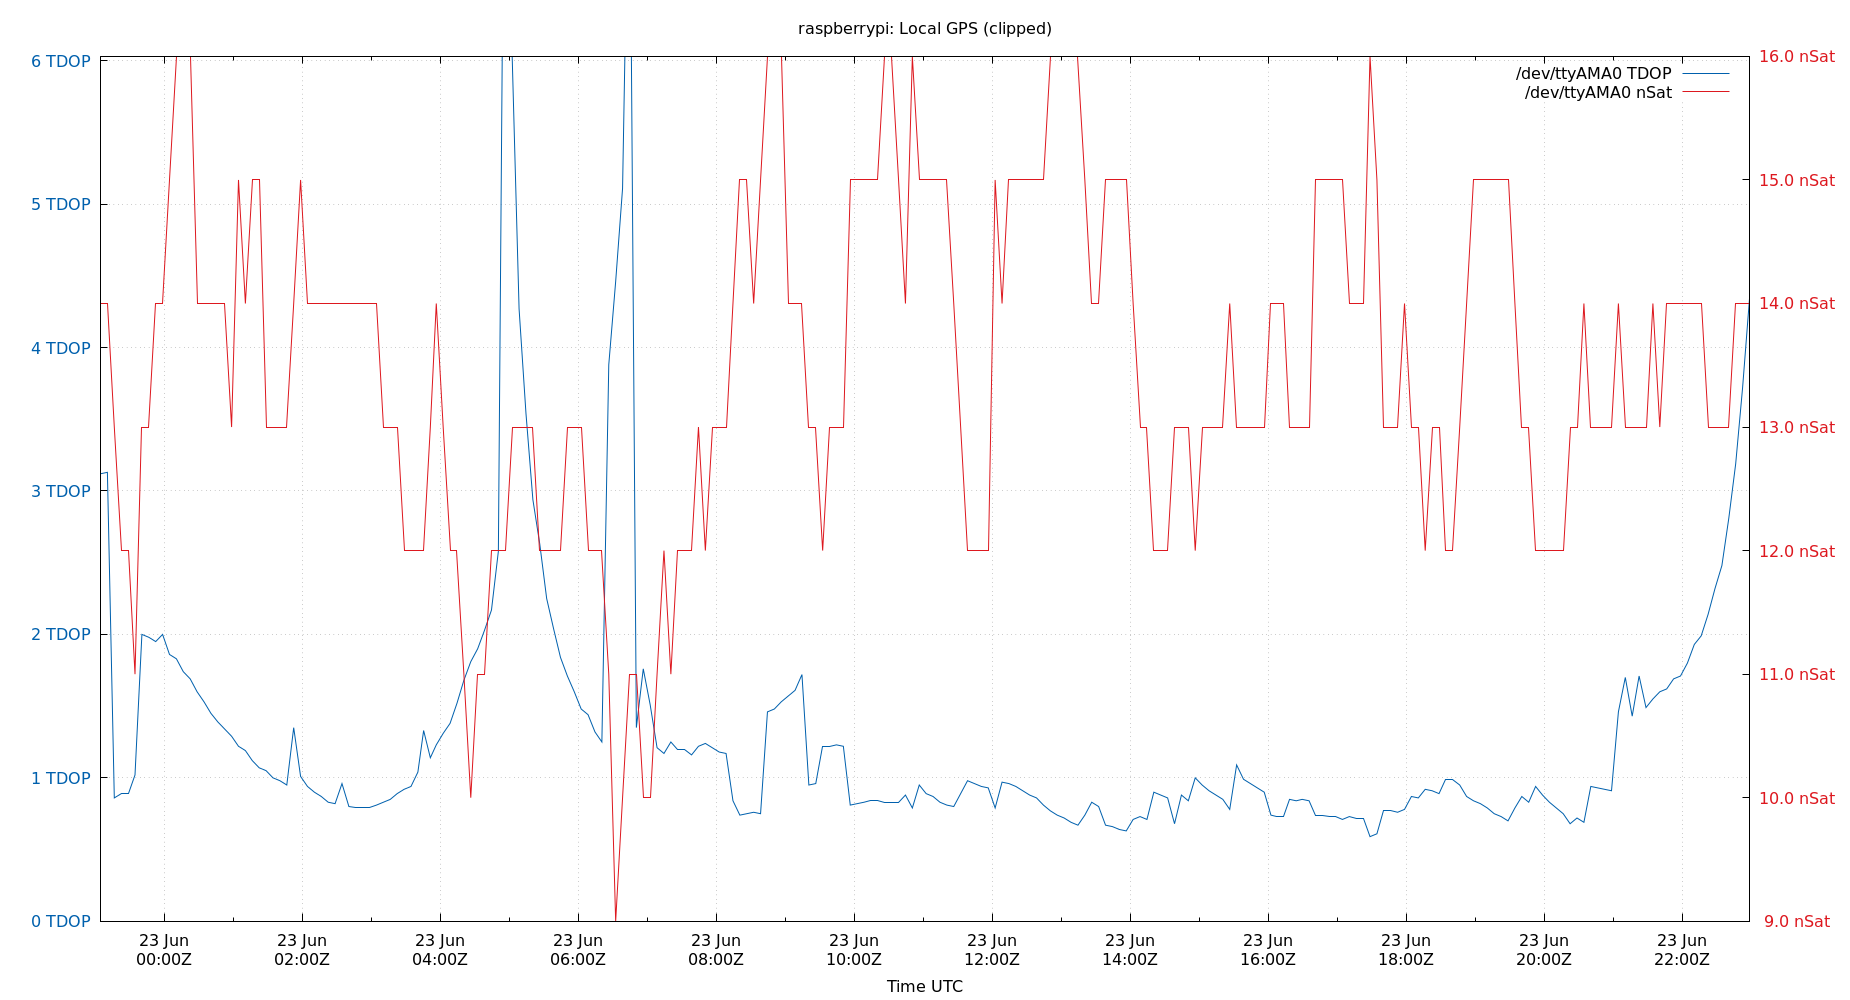 raspberrypi: Local GPS (clipped)
6 TDOP
5 TDOP
4 TDOP
3 TDOP
2 TDOP
1 TDOP
0 TDOP
/dev/ttyAMA0 TDOP
/dev/ttyAMA0 nSat
16.0 nSat
15.0 nSat
14.0 nSat
13.0 nSat
12.0 nSat
11.0 nSat
10.0 nSat
9.0 nSat
23 Jun 23 Jun 23 Jun 23 Jun 23 Jun 23 Jun 23 Jun 23 Jun 23 Jun 23 Jun 23 Jun 23 Jun
00:00Z 02:00Z 04:00Z 06:00Z 08:00Z 10:00Z 12:00Z 14:00Z 16:00Z 18:00Z 20:00Z 22:00Z
Time UTC